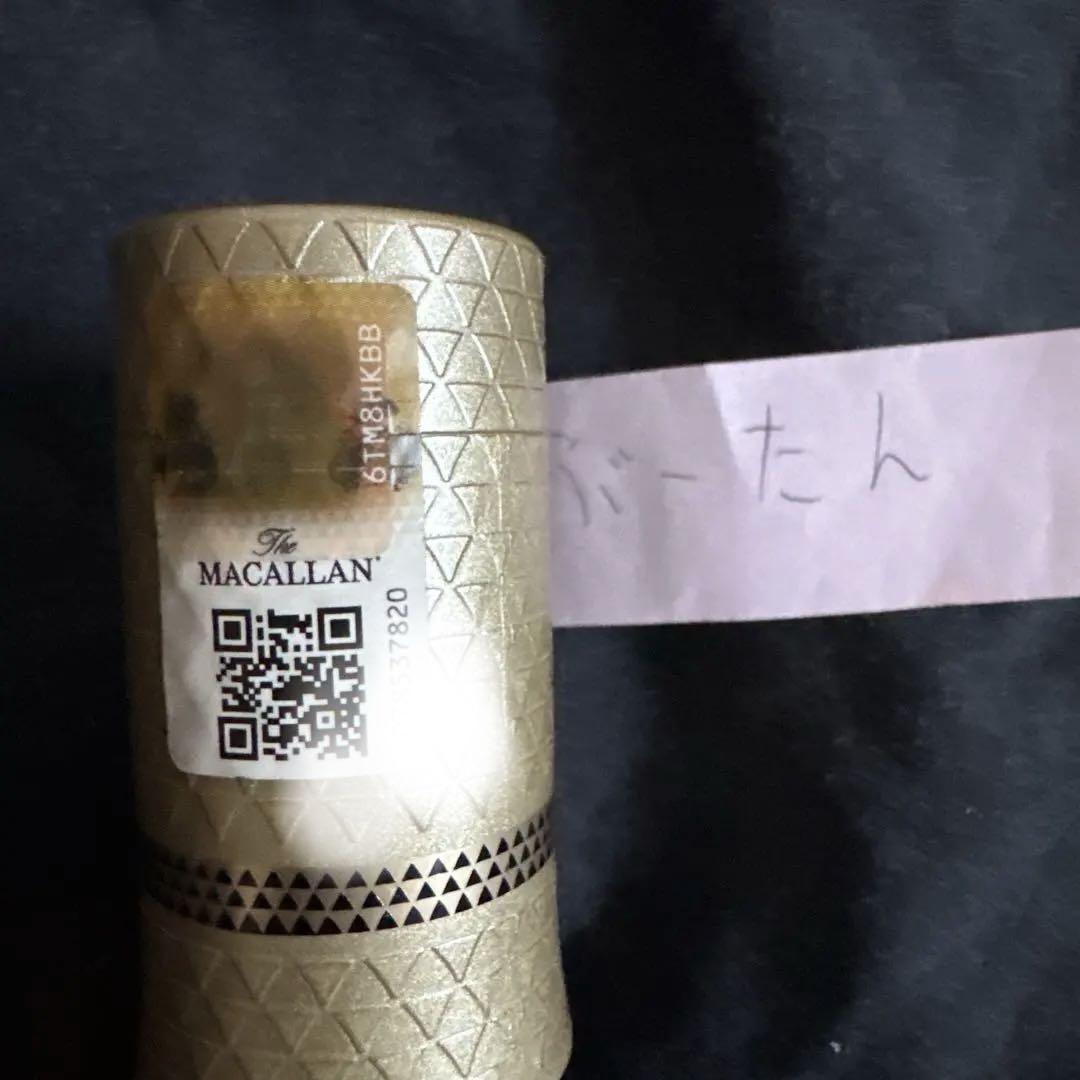 6TM8HKBB
The
MACALLAN
537820
ぶーたん